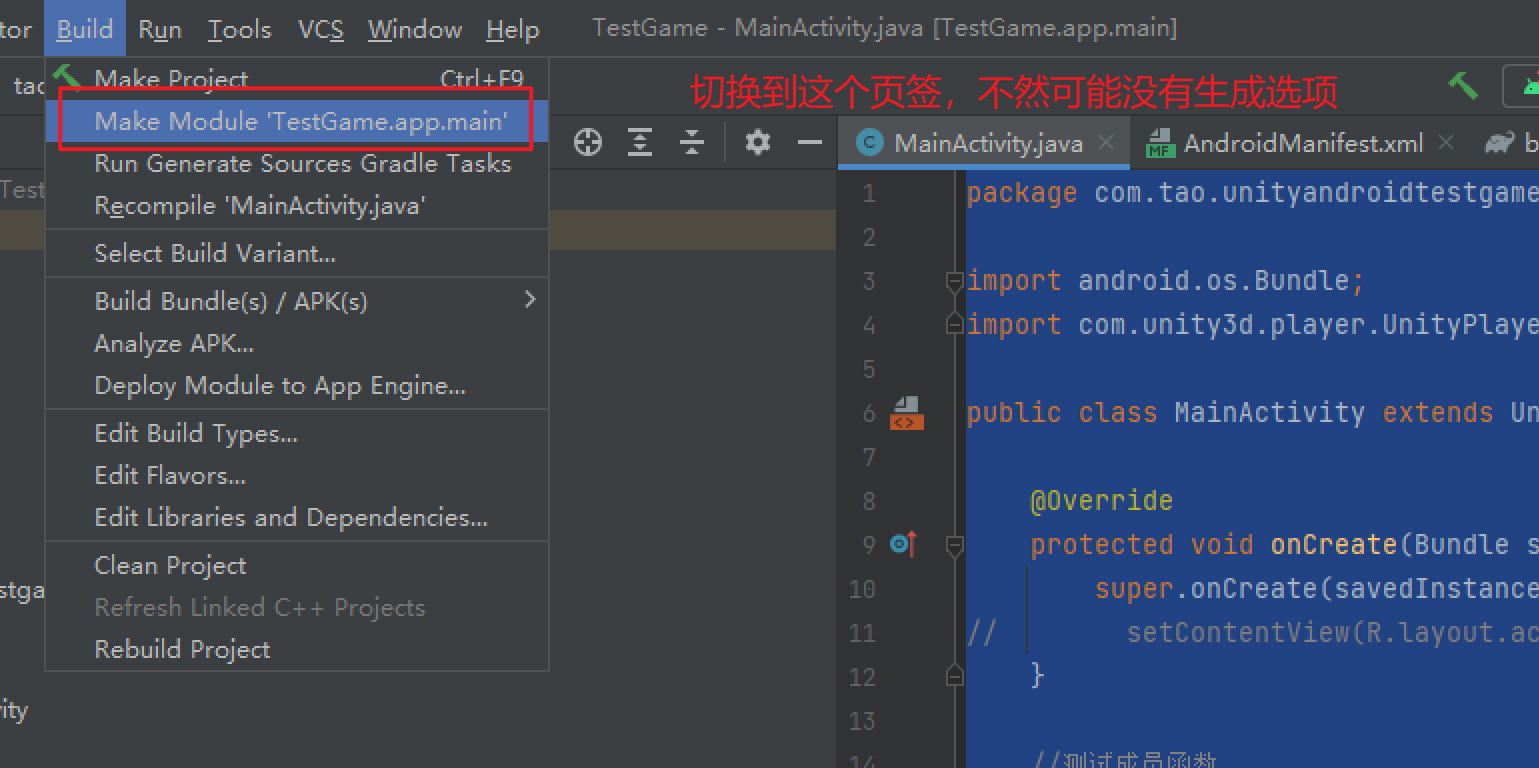 tor Build Run Tools VCS Window Help TestGame - MainActivity.java [TestGame.app.main]
tao
Make Project Ctrl+F9
切换到这个页签，不然可能没有生成选项
Make Module 'TestGame.app.main'
MainActivity.java AndroidManifest.xml b
Run Generate Sources Gradle Tasks
Test
Recompile 'MainActivity.java'
Select Build Variant...
Build Bundle(s) / APK(s)
Analyze APK...
Deploy Module to App Engine...
Edit Build Types...
Edit Flavors...
Edit Libraries and Dependencies...
Clean Project
stga
Refresh Linked C++ Projects
Rebuild Project
ity
1 package com.tao.unityandroidtestgame
2
3 import android.os.Bundle;
4 import com.unity3d.player.UnityPlaye
5
6 public class MainActivity extends Un
7
8 @Override
9 protected void onCreate(Bundle s
10 super.onCreate(savedInstance
11 // setContentView(R.layout.ac
12 }
13
14 //测试成员函数